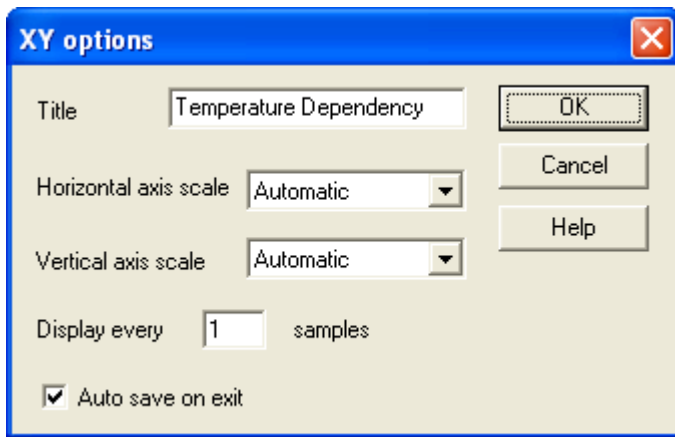 XY options
Title Temperature Dependency OK
Cancel
Horizontal axis scale Automatic
Help
Vertical axis scale Automatic
Display every 1 samples
Auto save on exit